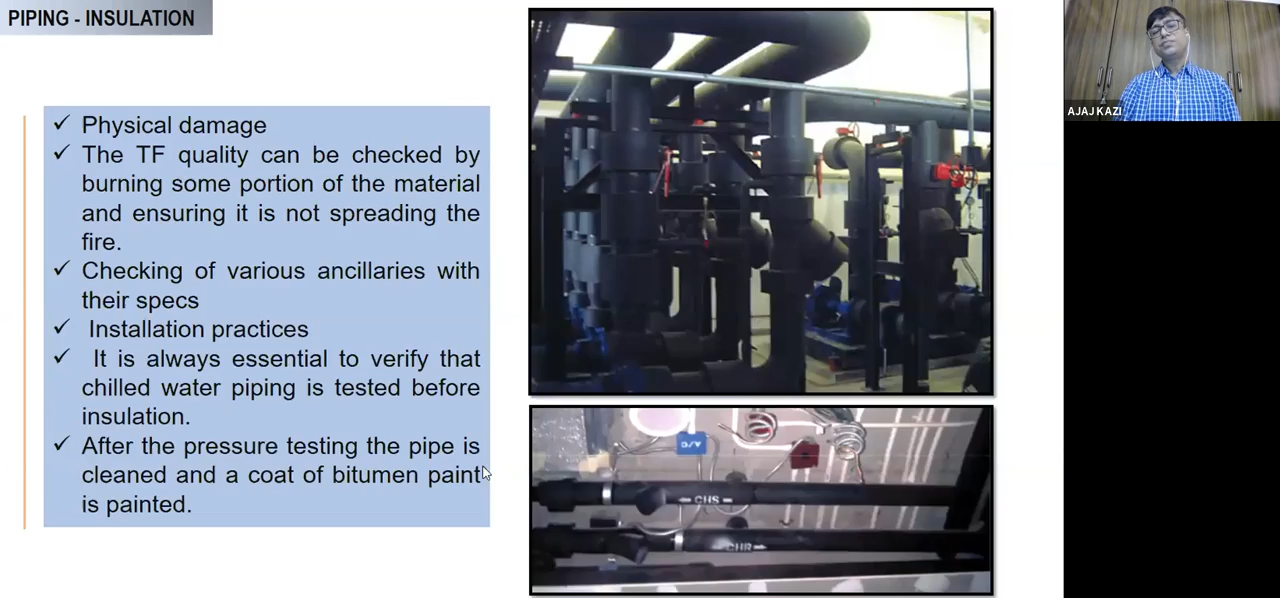 PIPING - INSULATION
✓ Physical damage
✓ The TF quality can be checked by
burning some portion of the material
and ensuring it is not spreading the
fire.
✓ Checking of various ancillaries with
their specs
✓ Installation practices
✓ It is always essential to verify that
chilled water piping is tested before
insulation.
✓ After the pressure testing the pipe is
cleaned and a coat of bitumen paint
is painted.
D/Y
CHS
CHR
AJAJ KAZI